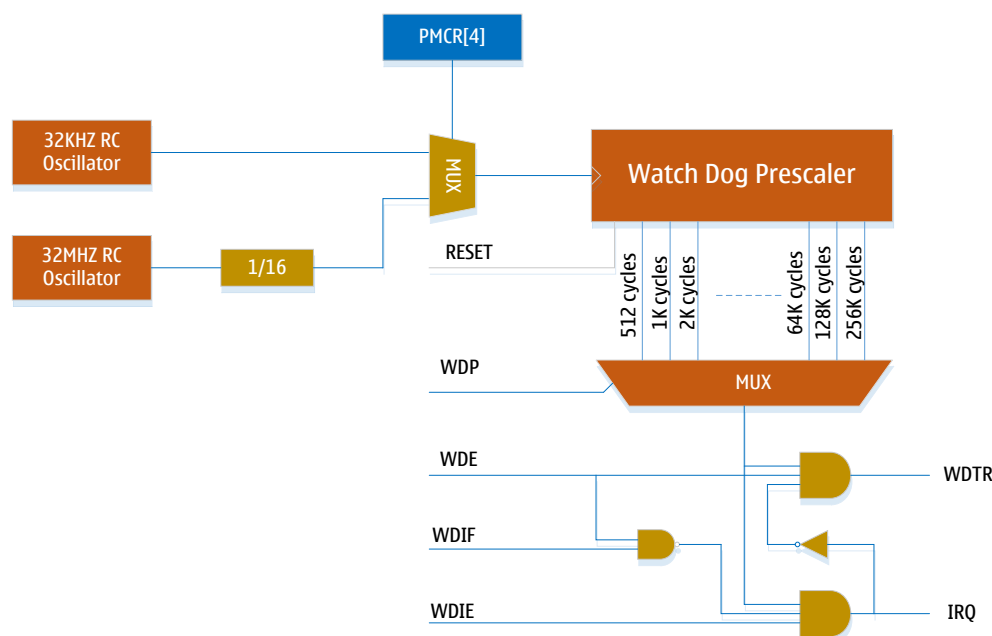 PMCR[4]
32KHZ RC
Oscillator
MUX
Watch Dog Prescaler
32MHZ RC
Oscillator
1/16
RESET
512 cycles
1K cycles
2K cycles
64K cycles
128K cycles
256K cycles
WDP
MUX
WDE
WDTR
WDIF
WDIE
IRQ